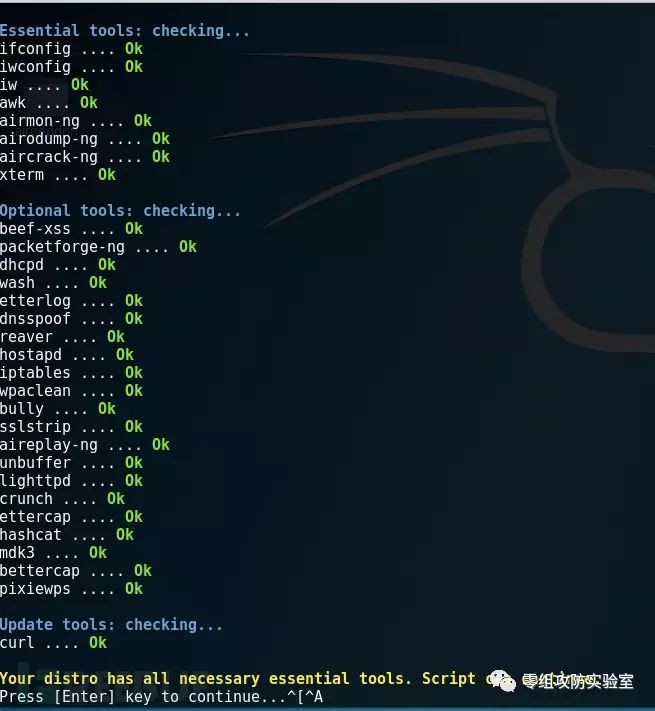 Essential tools: checking...
ifconfig .... Ok
iwconfig .... Ok
iw .... Ok
awk .... Ok
airmon-ng .... Ok
airodump-ng .... Ok
aircrack-ng .... Ok
xterm .... Ok
Optional tools: checking...
beef-xss .... Ok
packetforge-ng .... Ok
dhcpd .... Ok
wash .... Ok
etterlog .... Ok
dnsspoof .... Ok
reaver .... Ok
hostapd .... Ok
iptables .... Ok
wpaclean .... Ok
bully .... Ok
sslstrip .... Ok
aireplay-ng .... Ok
unbuffer .... Ok
lighttpd .... Ok
crunch .... Ok
ettercap .... Ok
hashcat .... Ok
mdk3 .... Ok
bettercap .... Ok
pixiewps .... Ok
Update tools: checking...
curl .... Ok
Your distro has all necessary essential tools. Script
零组攻防实验室
Press [Enter] key to continue...^[^A